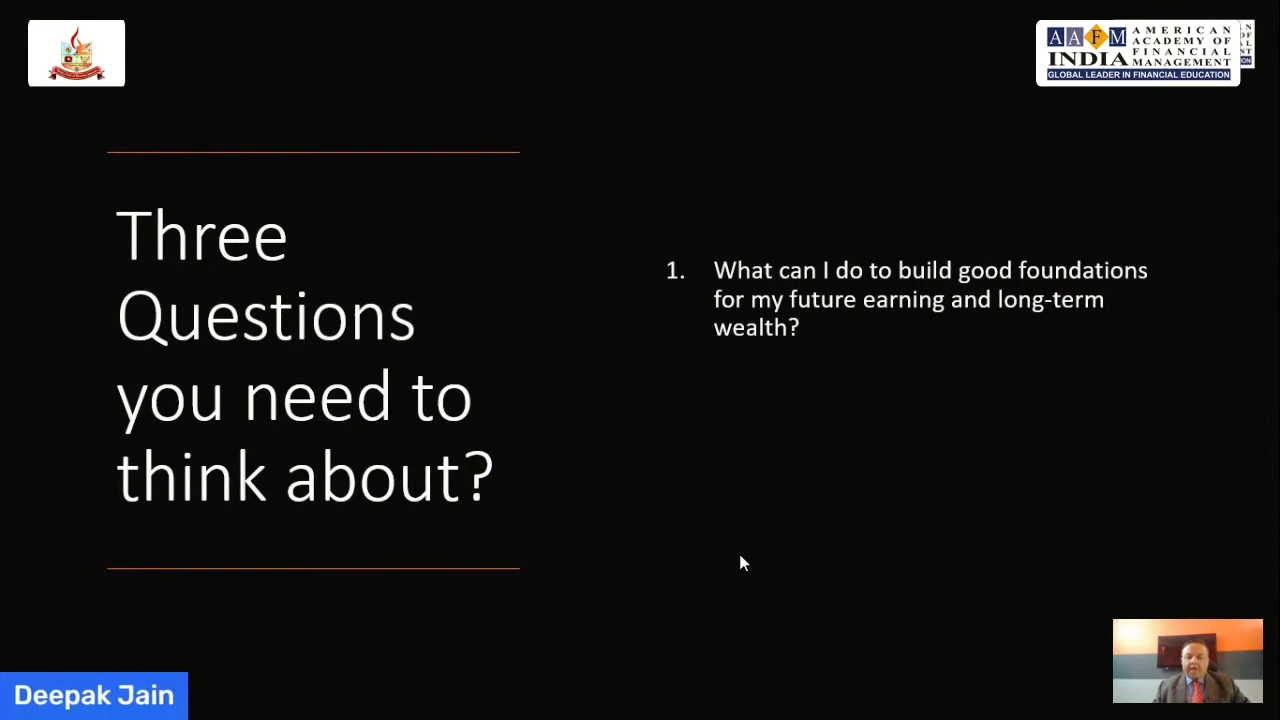 AAFM
INDIA
AMERICAN
ACADEMY OF
FINANCIAL
MANAGEMENT
GLOBAL LEADER IN FINANCIAL EDUCATION
Three
Questions
you need to
think about?
1. What can I do to build good foundations
for my future earning and long-term
wealth?
Deepak Jain